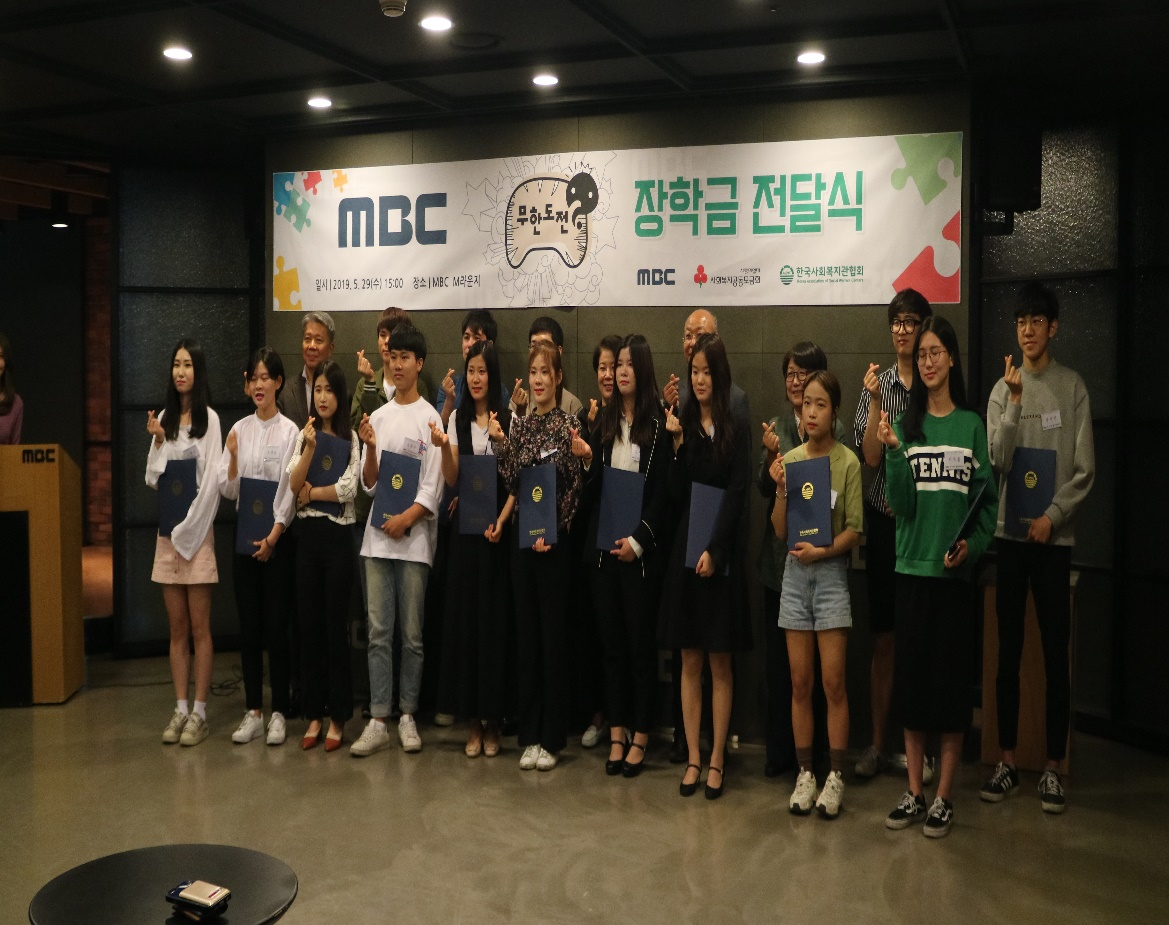 MBC
무한도전
장학금 전달식
일시 | 2019. 5. 29(수) 15:00 장소 | MBC M라운지
MBC
사회복지공동모금회
한국사회복지관협회
MBC
TENNIS